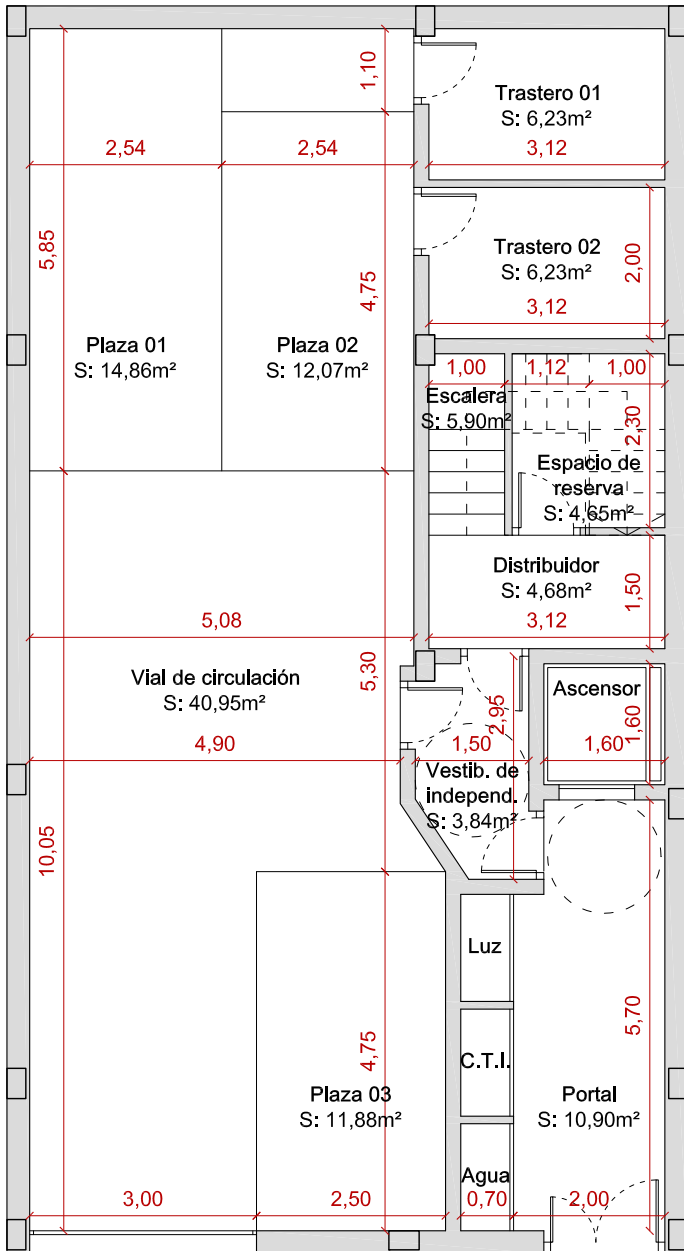 1,10
Trastero 01
S: 6,23m²
2,54
2,54
3,12
5,85
4,75
Trastero 02
S: 6,23m²
2,00
3,12
Plaza 01
S: 14,86m²
Plaza 02
S: 12,07m²
1,00
1,12
1,00
Escalera
S: 5,90m²
2,30
Espacio de
reserva
S: 4,65m²
Distribuidor
S: 4,68m²
1,50
3,12
5,08
Vial de circulación
S: 40,95m²
5,30
2,95
Ascensor
1,60
4,90
1,50
1,60
Vestib. de
independ.
S: 3,84m²
10,05
Luz
5,70
4,75
C.T.I.
Plaza 03
S: 11,88m²
Portal
S: 10,90m²
Agua
3,00
2,50
0,70
2,00